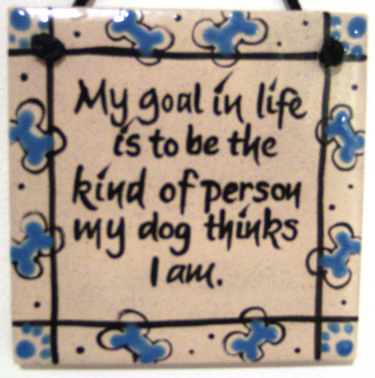 My goal in life
is to be the
kind of person
my dog thinks
I am.